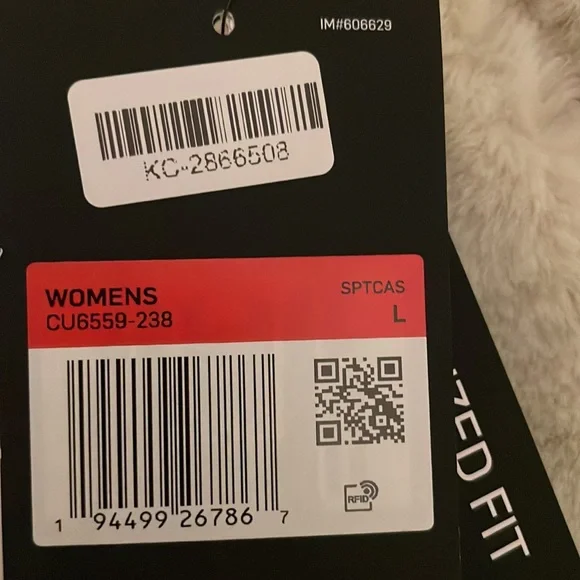 IM#606629
KC-2866508
WOMENS
CU6559-238
SPTCAS
L
1 94499 26786 7
RFID
ZED FIT